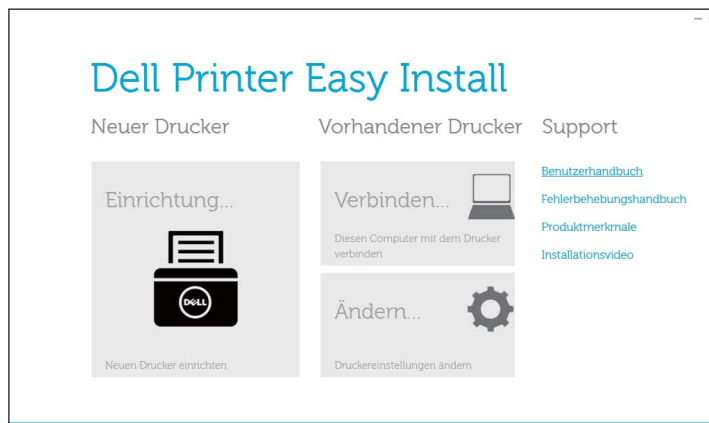 Dell Printer Easy Install
Neuer Drucker
Vorhandener Drucker
Support
Einrichtung...
DELL
Neuen Drucker einrichten
Verbinden...
Diesen Computer mit dem Drucker
verbinden
Ändern...
Druckereinstellungen ändern
Benutzerhandbuch
Fehlerbehebungshandbuch
Produktmerkmale
Installationsvideo